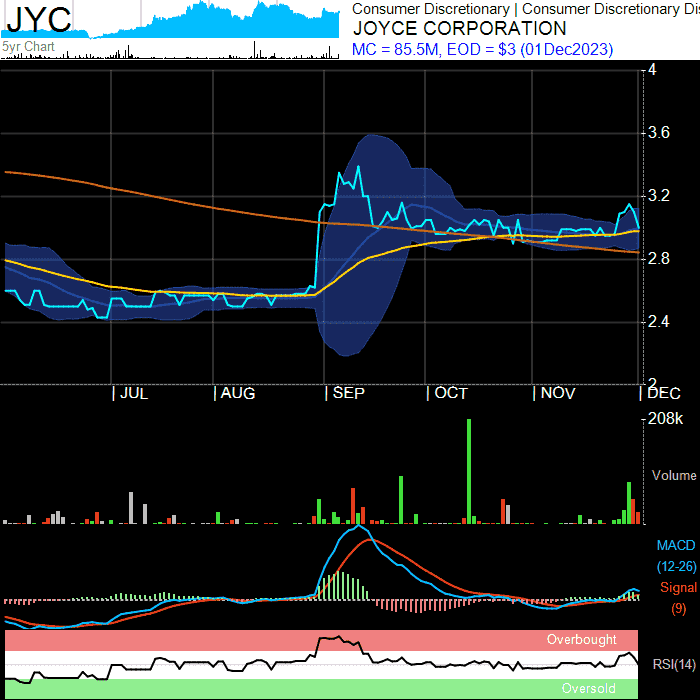 JYC
5yr Chart
Consumer Discretionary | Consumer Discretionary Dis
JOYCE CORPORATION
MC = 85.5M, EOD = $3 (01Dec2023)
4
3.6
3.2
2.8
2.4
2
JUL
AUG
SEP
OCT
NOV
DEC
208k
Volume
MACD
(12-26)
Signal
(9)
Overbought
RSI(14)
Oversold